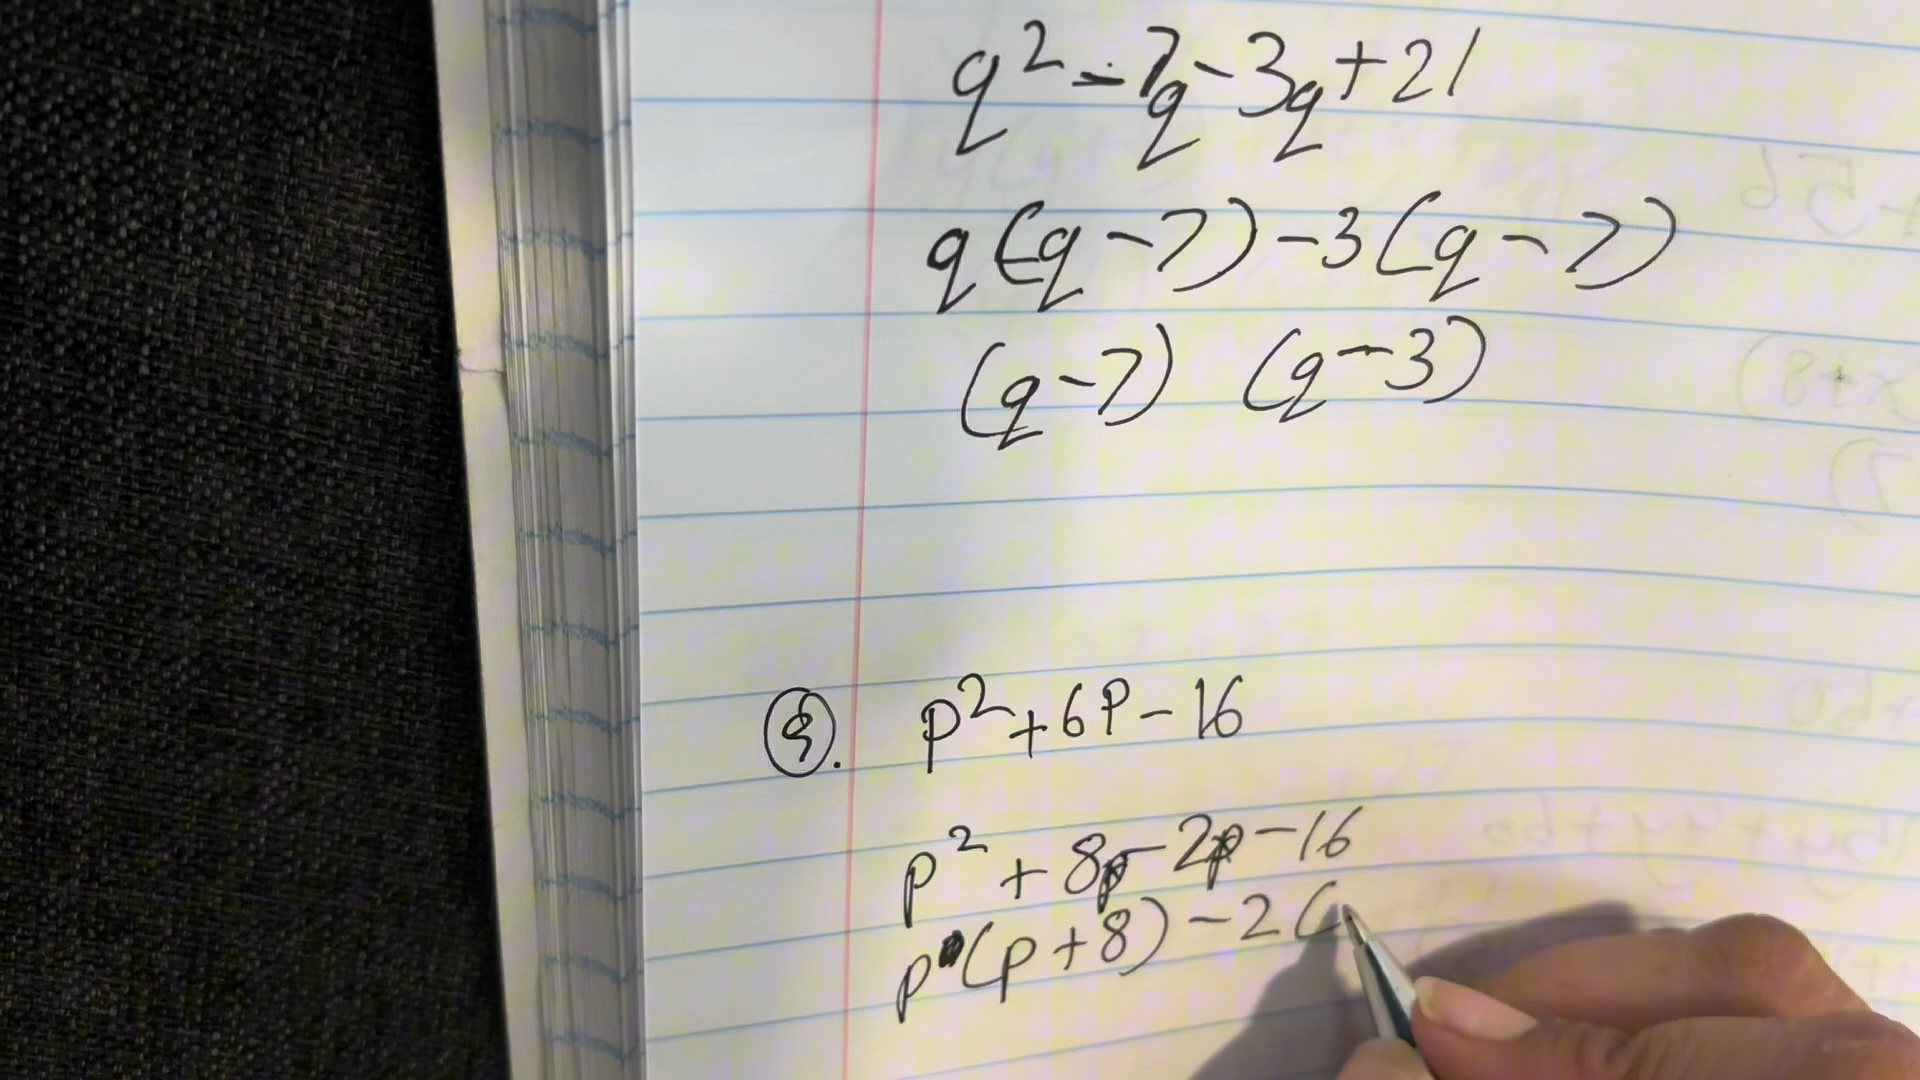 q² - 7q - 3q + 21
q(q - 7) - 3(q - 7)
(q - 7) (q - 3)
9. p² + 6P - 16
p² + 8p - 2p - 16
p(p + 8) - 2(